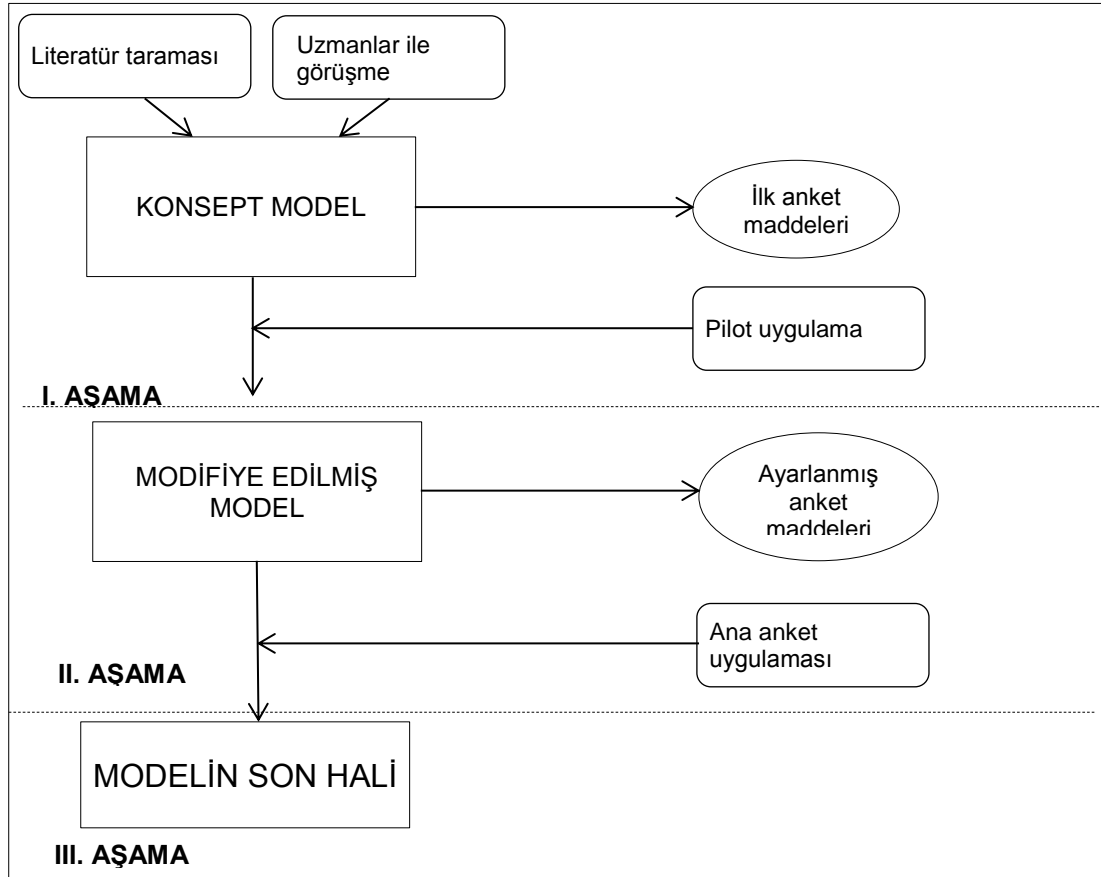 Literatür taraması
Uzmanlar ile
görüşme
KONSEPT MODEL
İlk anket
maddeleri
Pilot uygulama
I. AŞAMA
MODİFİYE EDİLMİŞ
MODEL
Ayarlanmış
anket
maddeleri
Ana anket
uygulaması
II. AŞAMA
MODELİN SON HALİ
III. AŞAMA